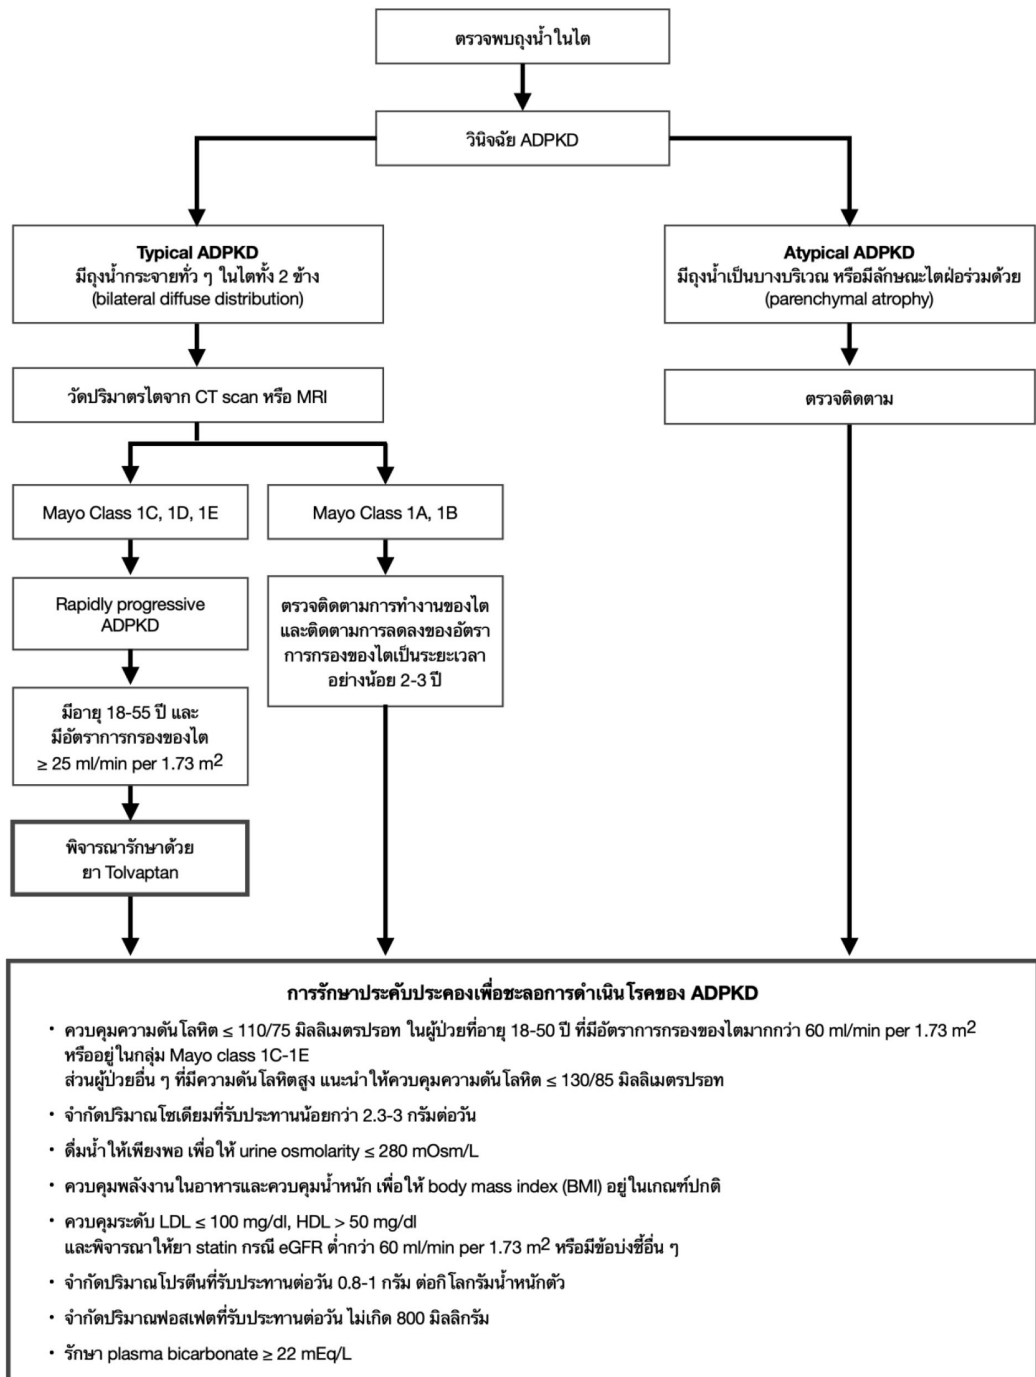 ตรวจพบถุงน้ำในไต
วินิจฉัย ADPKD
Typical ADPKD
มีถุงน้ำกระจายทั่ว ๆ ในไตทั้ง 2 ข้าง
(bilateral diffuse distribution)
Atypical ADPKD
มีถุงน้ำเป็นบางบริเวณ หรือมีลักษณะไตฝ่อร่วมด้วย
(parenchymal atrophy)
วัดปริมาตรไตจาก CT scan หรือ MRI
ตรวจติดตาม
Mayo Class 1C, 1D, 1E
Mayo Class 1A, 1B
Rapidly progressive
ADPKD
ตรวจติดตามการทำงานของไต
และติดตามการลดลงของอัตรา
การกรองของไตเป็นระยะเวลา
อย่างน้อย 2-3 ปี
มีอายุ 18-55 ปี และ
มีอัตราการกรองของไต
≥ 25 ml/min per 1.73 m²
พิจารณารักษาด้วย
ยา Tolvaptan
การรักษาประคับประคองเพื่อชะลอการดำเนินโรคของ ADPKD
• ควบคุมความดันโลหิต ≤ 110/75 มิลลิเมตรปรอท ในผู้ป่วยที่อายุ 18-50 ปี ที่มีอัตราการกรองของไตมากกว่า 60 ml/min per 1.73 m²
หรืออยู่ในกลุ่ม Mayo class 1C-1E
ส่วนผู้ป่วยอื่น ๆ ที่มีความดันโลหิตสูง แนะนำให้ควบคุมความดันโลหิต ≤ 130/85 มิลลิเมตรปรอท
• จำกัดปริมาณโซเดียมที่รับประทานน้อยกว่า 2.3-3 กรัมต่อวัน
• ดื่มน้ำให้เพียงพอ เพื่อให้ urine osmolarity ≤ 280 mOsm/L
• ควบคุมพลังงานในอาหารและควบคุมน้ำหนัก เพื่อให้ body mass index (BMI) อยู่ในเกณฑ์ปกติ
• ควบคุมระดับ LDL ≤ 100 mg/dl, HDL > 50 mg/dl
และพิจารณาให้ยา statin กรณี eGFR ต่ำกว่า 60 ml/min per 1.73 m² หรือมีข้อบ่งชี้อื่น ๆ
• จำกัดปริมาณโปรตีนที่รับประทานต่อวัน 0.8-1 กรัม ต่อกิโลกรัมน้ำหนักตัว
• จำกัดปริมาณฟอสเฟตที่รับประทานต่อวัน ไม่เกิด 800 มิลลิกรัม
• รักษา plasma bicarbonate ≥ 22 mEq/L